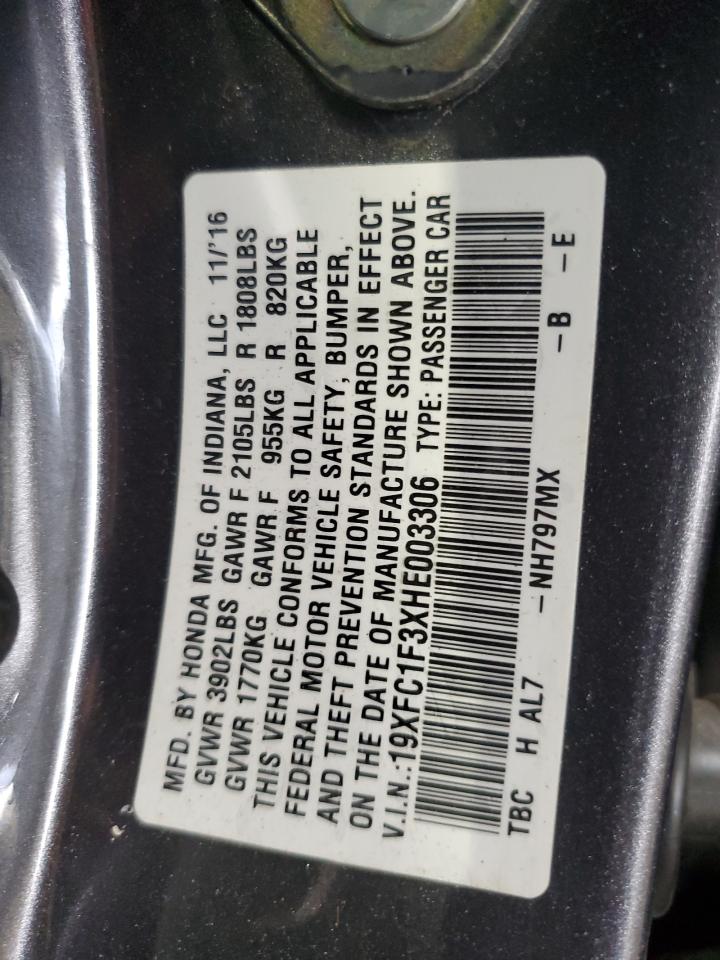 MFD. BY HONDA MFG. OF INDIANA, LLC 11/'16
GVWR 3902LBS GAWR F 2105LBS R 1808LBS
GVWR 1770KG GAWR F 955KG R 820KG
THIS VEHICLE CONFORMS TO ALL APPLICABLE
FEDERAL MOTOR VEHICLE SAFETY, BUMPER,
AND THEFT PREVENTION STANDARDS IN EFFECT
ON THE DATE OF MANUFACTURE SHOWN ABOVE.
V.I.N.:19XFC1F3XHE003306 TYPE: PASSENGER CAR
TBC H AL7 – NH797MX – B – E